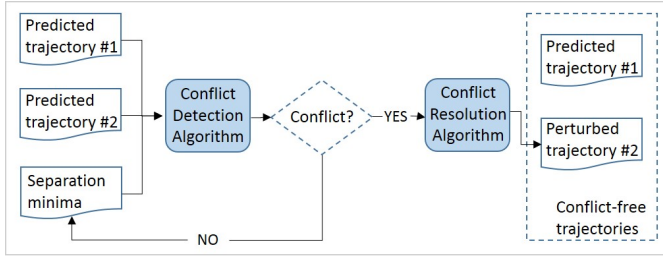 Predicted
trajectory #1
Predicted
trajectory #2
Separation
minima
Conflict
Detection
Algorithm
Conflict?
YES
NO
Conflict
Resolution
Algorithm
Predicted
trajectory #1
Perturbed
trajectory #2
Conflict-free
trajectories